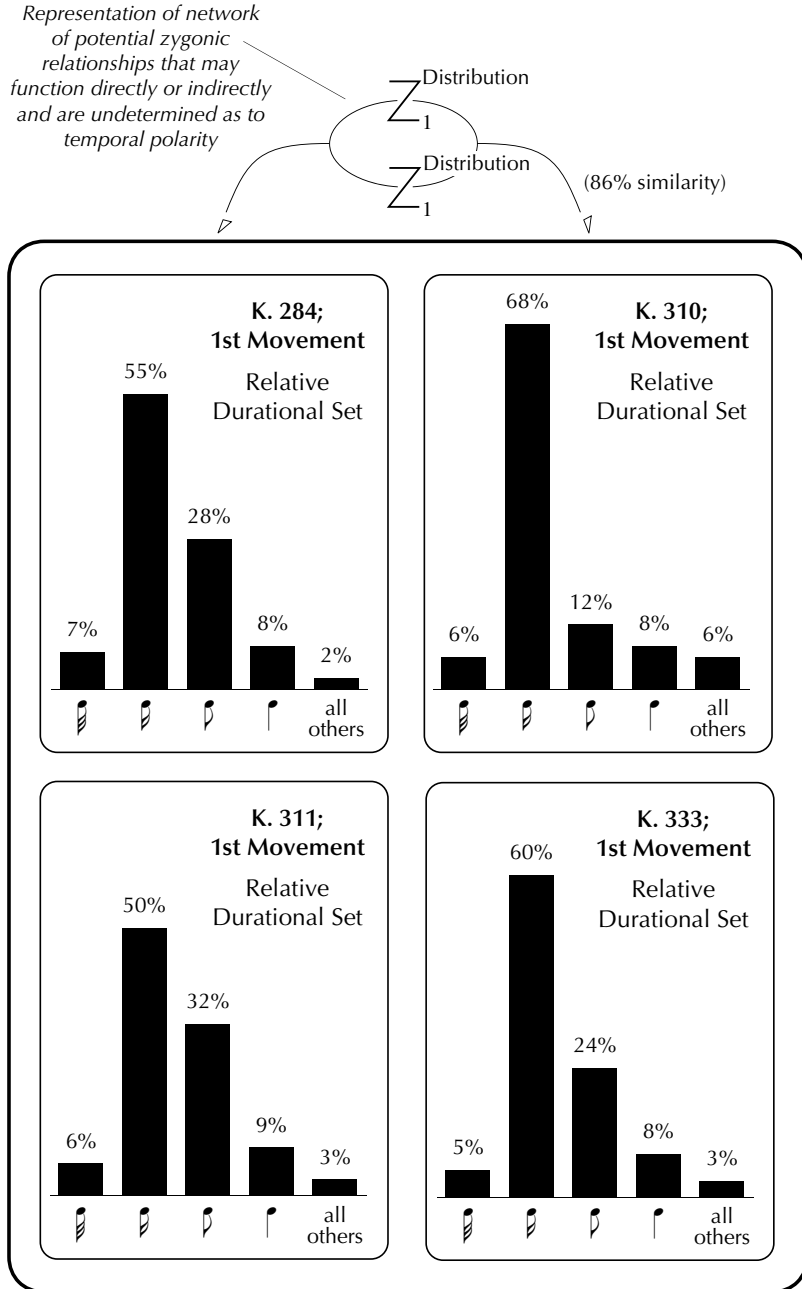 Representation of network
of potential zygonic
relationships that may
function directly or indirectly
and are undetermined as to
temporal polarity
Distribution
1
Distribution
1
(86% similarity)
K. 284;
1st Movement
Relative
Durational Set
7%
55%
28%
8%
2%
all
others
K. 310;
1st Movement
Relative
Durational Set
6%
68%
12%
8%
6%
all
others
K. 311;
1st Movement
Relative
Durational Set
6%
50%
32%
9%
3%
all
others
K. 333;
1st Movement
Relative
Durational Set
5%
60%
24%
8%
3%
all
others